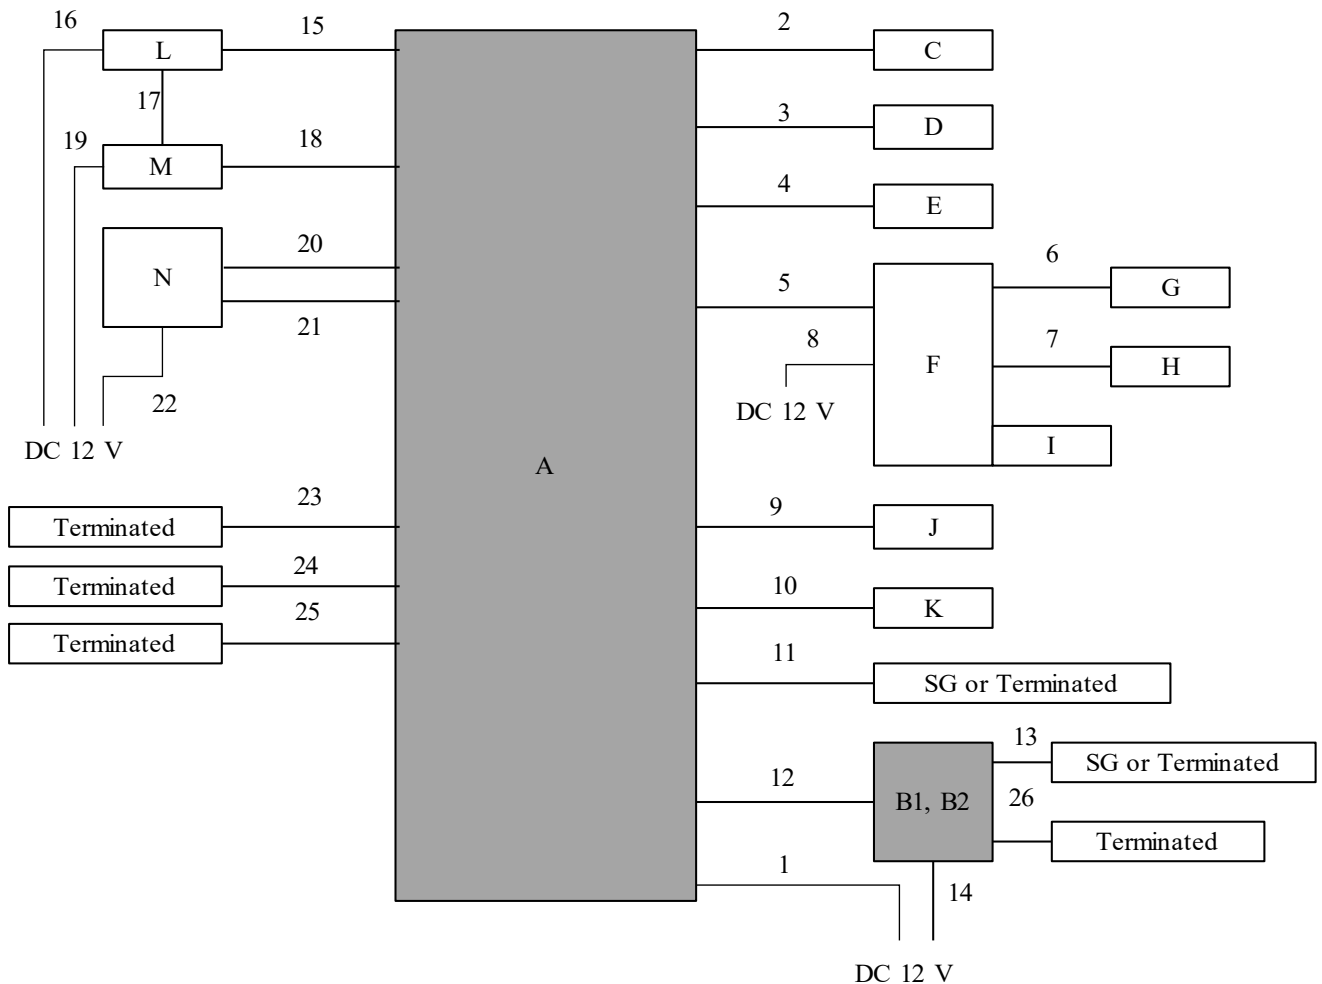 16
15
2
L
C
17
3
D
19
18
M
4
E
20
N
6
5
G
21
8
7
F
H
22
DC 12 V
DC 12 V
I
A
23
9
Terminated
J
24
10
Terminated
25
K
Terminated
11
SG or Terminated
13
SG or Terminated
12
B1, B2
26
Terminated
1
14
DC 12 V